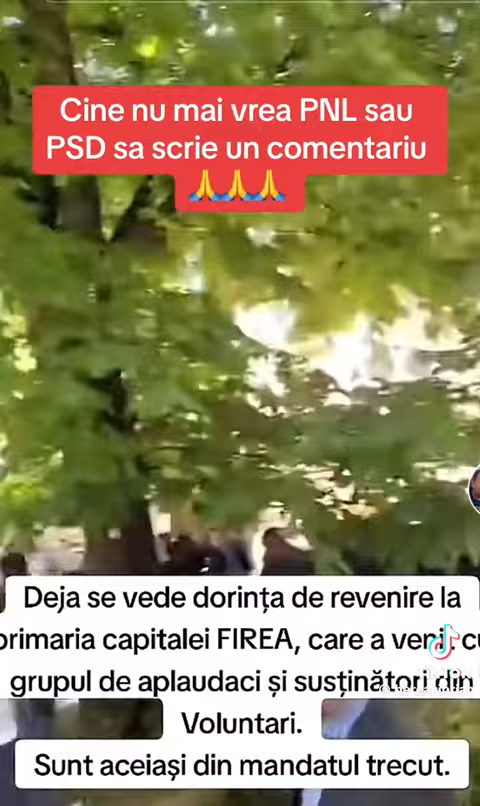 Cine nu mai vrea PNL sau
PSD sa scrie un comentariu
🙏🙏🙏
Deja se vede dorința de revenire la
primaria capitalei FIREA, care a venit cu
grupul de aplaudaci și susținători din
Voluntari.
Sunt aceiași din mandatul trecut.